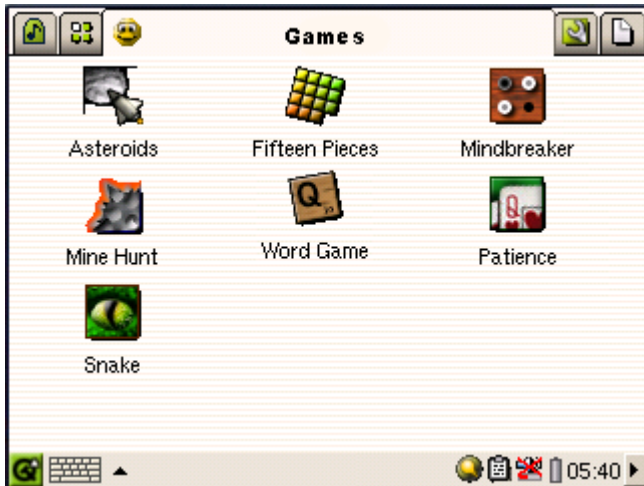 Games
Asteroids
Fifteen Pieces
Mindbreaker
Mine Hunt
Word Game
Patience
Snake
05:40